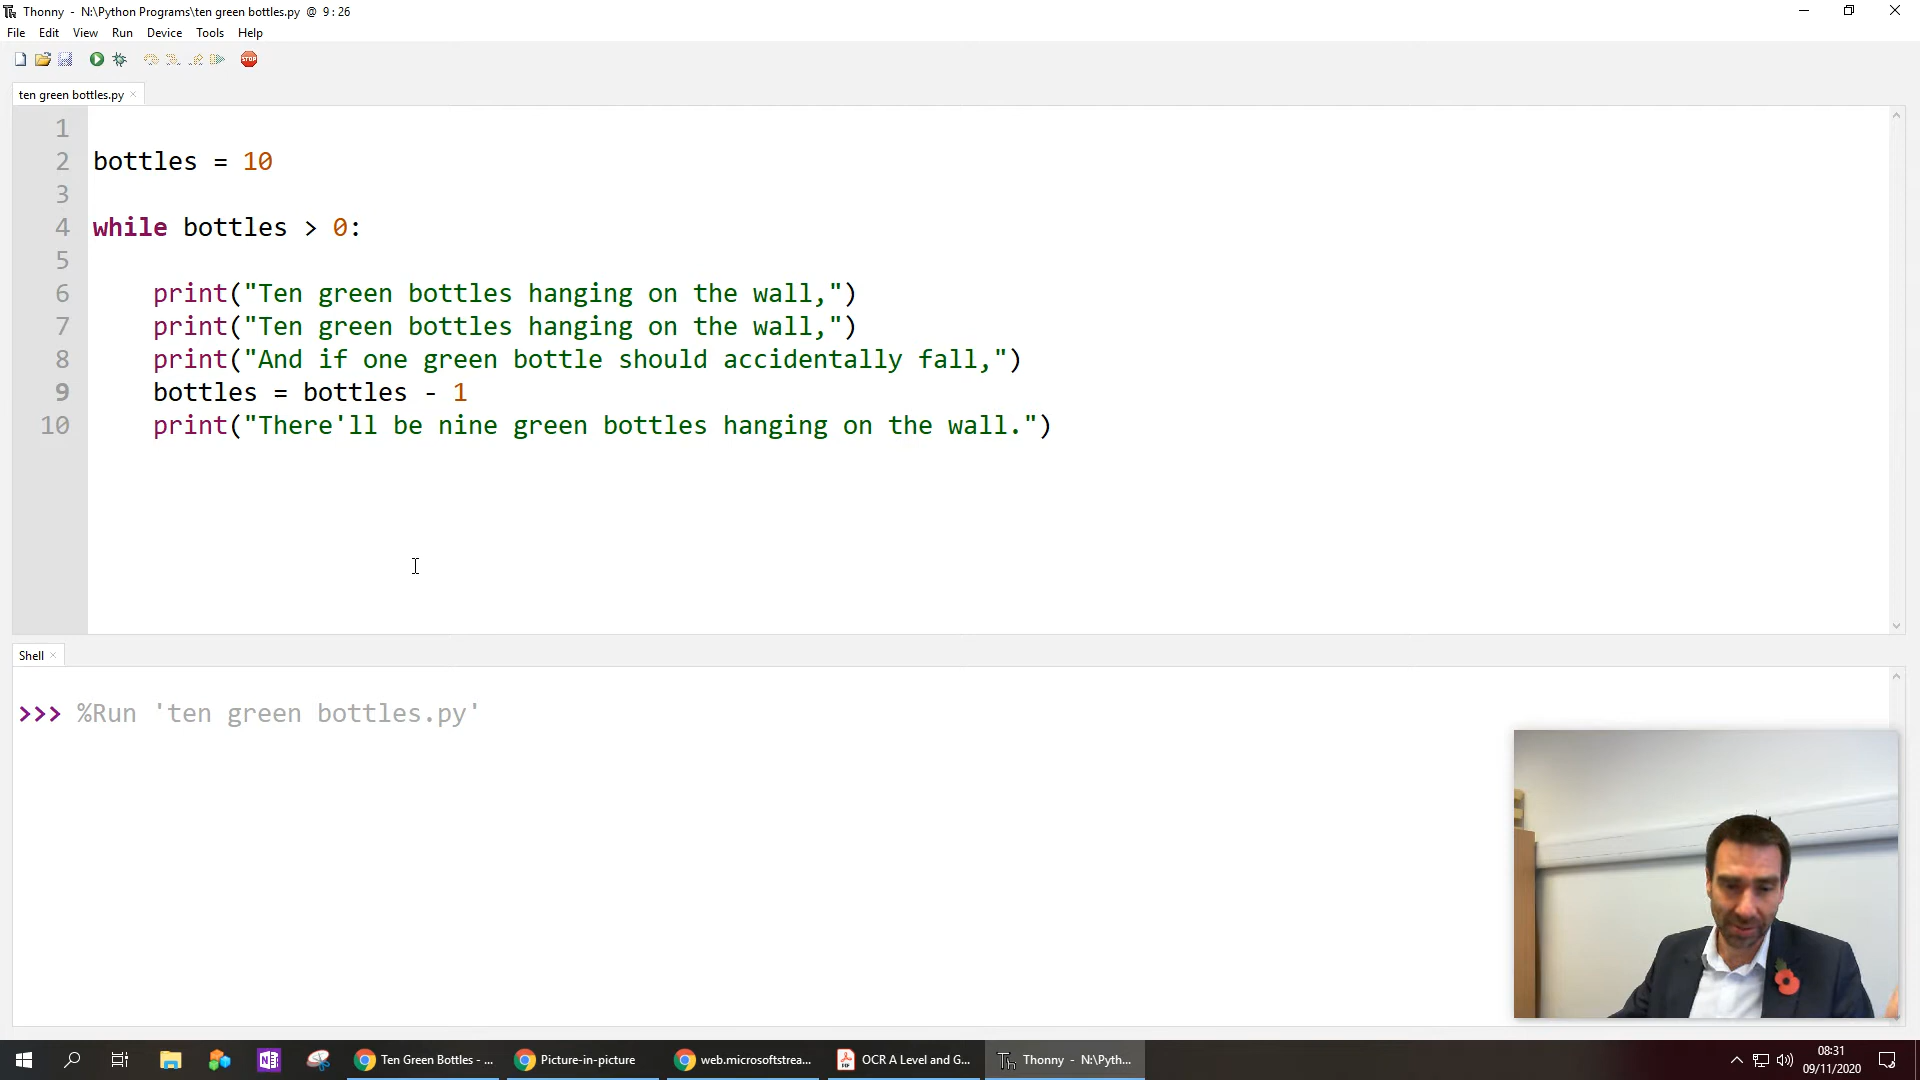 Thonny - N:\Python Programs\ten green bottles.py @ 9:26
File Edit View Run Device Tools Help
STOP
ten green bottles.py ×
1
2 bottles = 10
3
4 while bottles > 0:
5
6 print("Ten green bottles hanging on the wall,")
7 print("Ten green bottles hanging on the wall,")
8 print("And if one green bottle should accidentally fall,")
9 bottles = bottles - 1
10 print("There'll be nine green bottles hanging on the wall.")
Shell ×
>>> %Run 'ten green bottles.py'
Ten Green Bottles - ...
Picture-in-picture
web.microsoftstrea...
OCR A Level and G...
Thonny - N:\Pyth...
08:31
09/11/2020